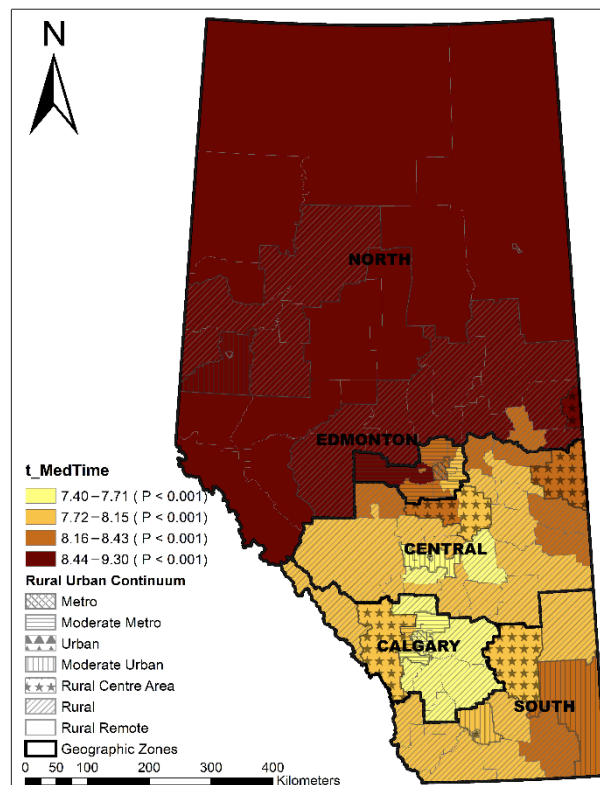 N
NORTH
EDMONTON
CENTRAL
CALGARY
SOUTH
t_MedTime
7.40–7.71 ( P < 0.001)
7.72–8.15 ( P < 0.001)
8.16–8.43 ( P < 0.001)
8.44–9.30 ( P < 0.001)
Rural Urban Continuum
Metro
Moderate Metro
Urban
Moderate Urban
Rural Centre Area
Rural
Rural Remote
Geographic Zones
0 50 100 200 300 400
Kilometers